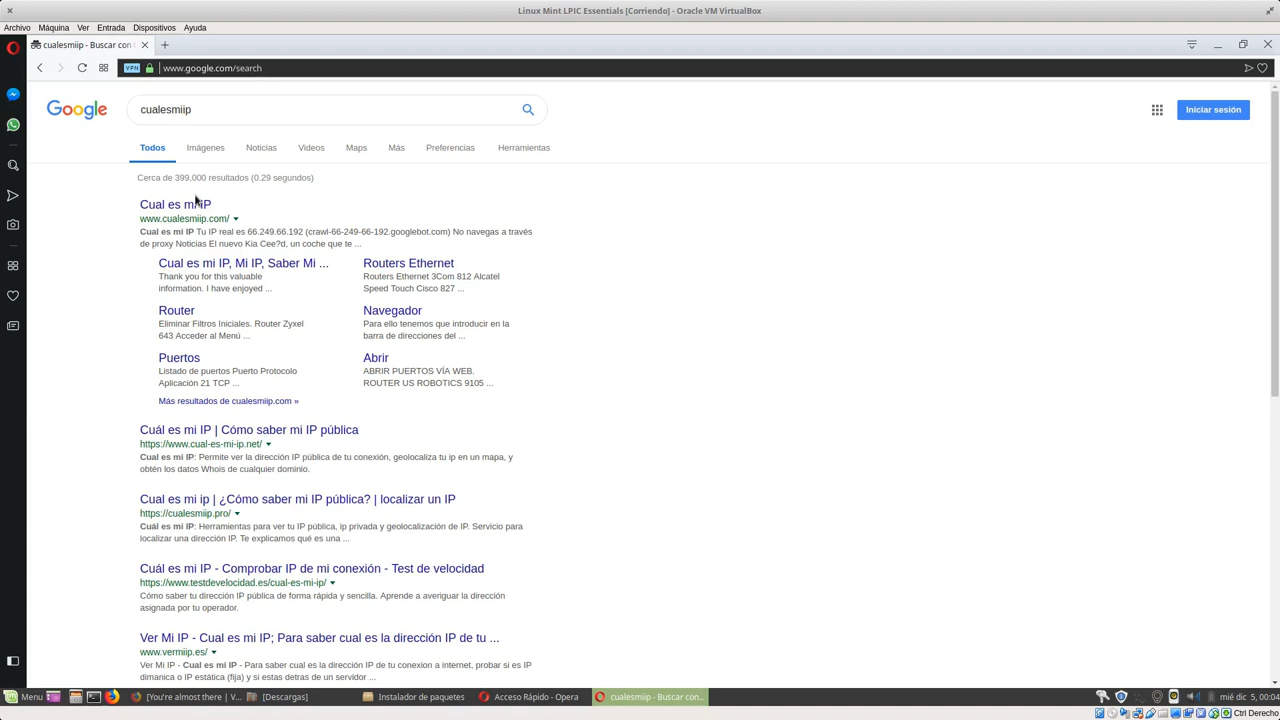 Linux Mint LPIC Essentials [Corriendo] - Oracle VM VirtualBox
Archivo Máquina Ver Entrada Dispositivos Ayuda
cualesmiip - Buscar con
VPN www.google.com/search
Google cualesmiip Iniciar sesión
Todos Imágenes Noticias Videos Maps Más Preferencias Herramientas
Cerca de 399,000 resultados (0.29 segundos)
Cual es mi IP
www.cualesmiip.com/
Cual es mi IP Tu IP real es 66.249.66.192 (crawl-66-249-66-192.googlebot.com) No navegas a través
de proxy Noticias El nuevo Kia Cee?d, un coche que te ...
Cual es mi IP, Mi IP, Saber Mi ...
Thank you for this valuable
information. I have enjoyed ...
Routers Ethernet
Routers Ethernet 3Com 812 Alcatel
Speed Touch Cisco 827 ...
Router
Eliminar Filtros Iniciales. Router Zyxel
643 Acceder al Menú ...
Navegador
Para ello tenemos que introducir en la
barra de direcciones del ...
Puertos
Listado de puertos Puerto Protocolo
Aplicación 21 TCP ...
Abrir
ABRIR PUERTOS VÍA WEB.
ROUTER US ROBOTICS 9105 ...
Más resultados de cualesmiip.com »
Cuál es mi IP | Cómo saber mi IP pública
https://www.cual-es-mi-ip.net/
Cual es mi IP: Permite ver la dirección IP pública de tu conexión, geolocaliza tu ip en un mapa, y
obtén los datos Whois de cualquier dominio.
Cual es mi ip | ¿Cómo saber mi IP pública? | localizar un IP
https://cualesmiip.pro/
Cuál es mi IP: Herramientas para ver tu IP pública, ip privada y geolocalización de IP. Servicio para
localizar una dirección IP. Te explicamos qué es una ...
Cuál es mi IP - Comprobar IP de mi conexión - Test de velocidad
https://www.testdevelocidad.es/cual-es-mi-ip/
Cómo saber tu dirección IP pública de forma rápida y sencilla. Aprende a averiguar la dirección
asignada por tu operador.
Ver Mi IP - Cual es mi IP; Para saber cual es la dirección IP de tu ...
www.vermiip.es/
Ver Mi IP - Cual es mi IP - Para saber cual es la dirección IP de tu conexion a internet, probar si es IP
dimanica o IP estática (fija) y si estas detras de un servidor ...
Menu [You're almost there | V... [Descargas] Instalador de paquetes Acceso Rápido - Opera cualesmiip - Buscar con... mié dic 5, 00:04
Ctrl Derecho